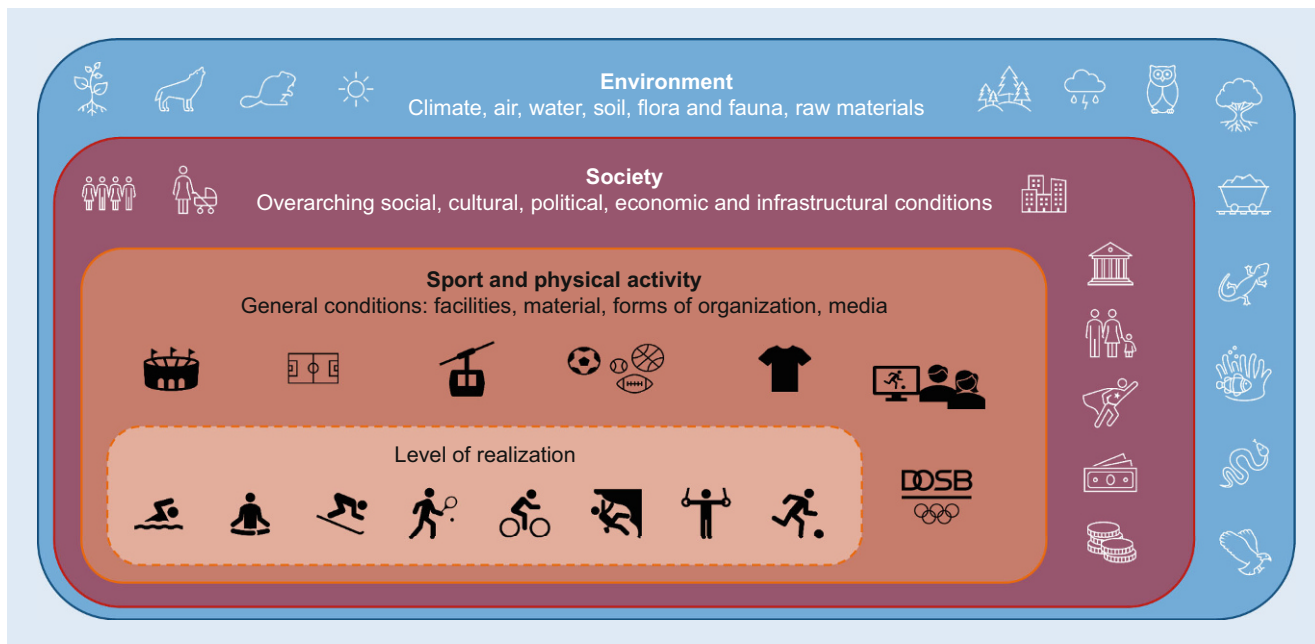 Environment
Climate, air, water, soil, flora and fauna, raw materials
Society
Overarching social, cultural, political, economic and infrastructural conditions
Sport and physical activity
General conditions: facilities, material, forms of organization, media
Level of realization
DOSB